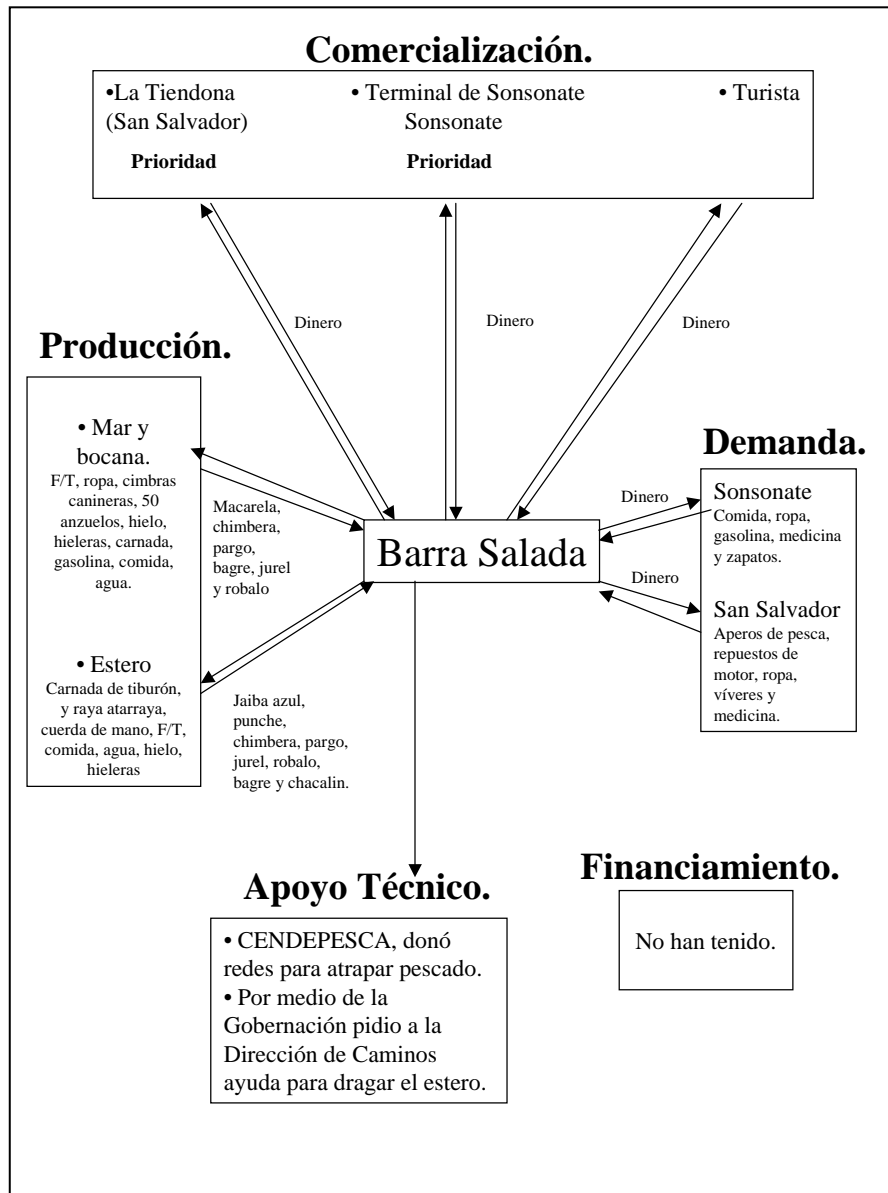 Comercialización.
•La Tiendona
(San Salvador)
Prioridad
• Terminal de Sonsonate
Sonsonate
Prioridad
• Turista
Dinero
Dinero
Dinero
Producción.
• Mar y
bocana.
F/T, ropa, cimbras
canineras, 50
anzuelos, hielo,
hieleras, carnada,
gasolina, comida,
agua.
• Estero
Carnada de tiburón,
y raya atarraya,
cuerda de mano, F/T,
comida, agua, hielo,
hieleras
Macarela,
chimbera,
pargo,
bagre, jurel
y robalo
Jaiba azul,
punche,
chimbera, pargo,
jurel, robalo,
bagre y chacalin.
Barra Salada
Dinero
Dinero
Demanda.
Sonsonate
Comida, ropa,
gasolina, medicina
y zapatos.
San Salvador
Aperos de pesca,
repuestos de
motor, ropa,
víveres y
medicina.
Apoyo Técnico.
• CENDEPESCA, donó
redes para atrapar pescado.
• Por medio de la
Gobernación pidio a la
Dirección de Caminos
ayuda para dragar el estero.
Financiamiento.
No han tenido.